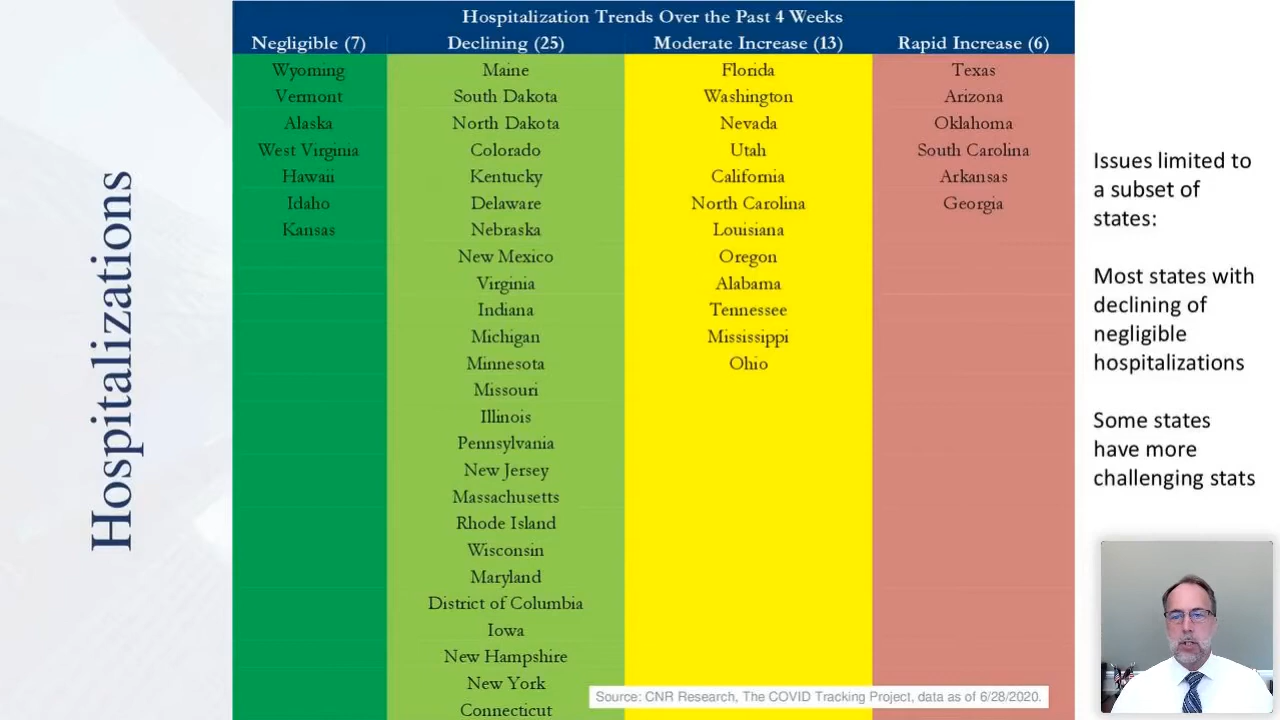 Hospitalizations
Hospitalization Trends Over the Past 4 Weeks
Negligible (7)
Wyoming
Vermont
Alaska
West Virginia
Hawaii
Idaho
Kansas
Declining (25)
Maine
South Dakota
North Dakota
Colorado
Kentucky
Delaware
Nebraska
New Mexico
Virginia
Indiana
Michigan
Minnesota
Missouri
Illinois
Pennsylvania
New Jersey
Massachusetts
Rhode Island
Wisconsin
Maryland
District of Columbia
Iowa
New Hampshire
New York
Connecticut
Moderate Increase (13)
Florida
Washington
Nevada
Utah
California
North Carolina
Louisiana
Oregon
Alabama
Tennessee
Mississippi
Ohio
Rapid Increase (6)
Texas
Arizona
Oklahoma
South Carolina
Arkansas
Georgia
Issues limited to
a subset of
states:
Most states with
declining of
negligible
hospitalizations
Some states
have more
challenging stats
Source: CNR Research, The COVID Tracking Project, data as of 6/28/2020.